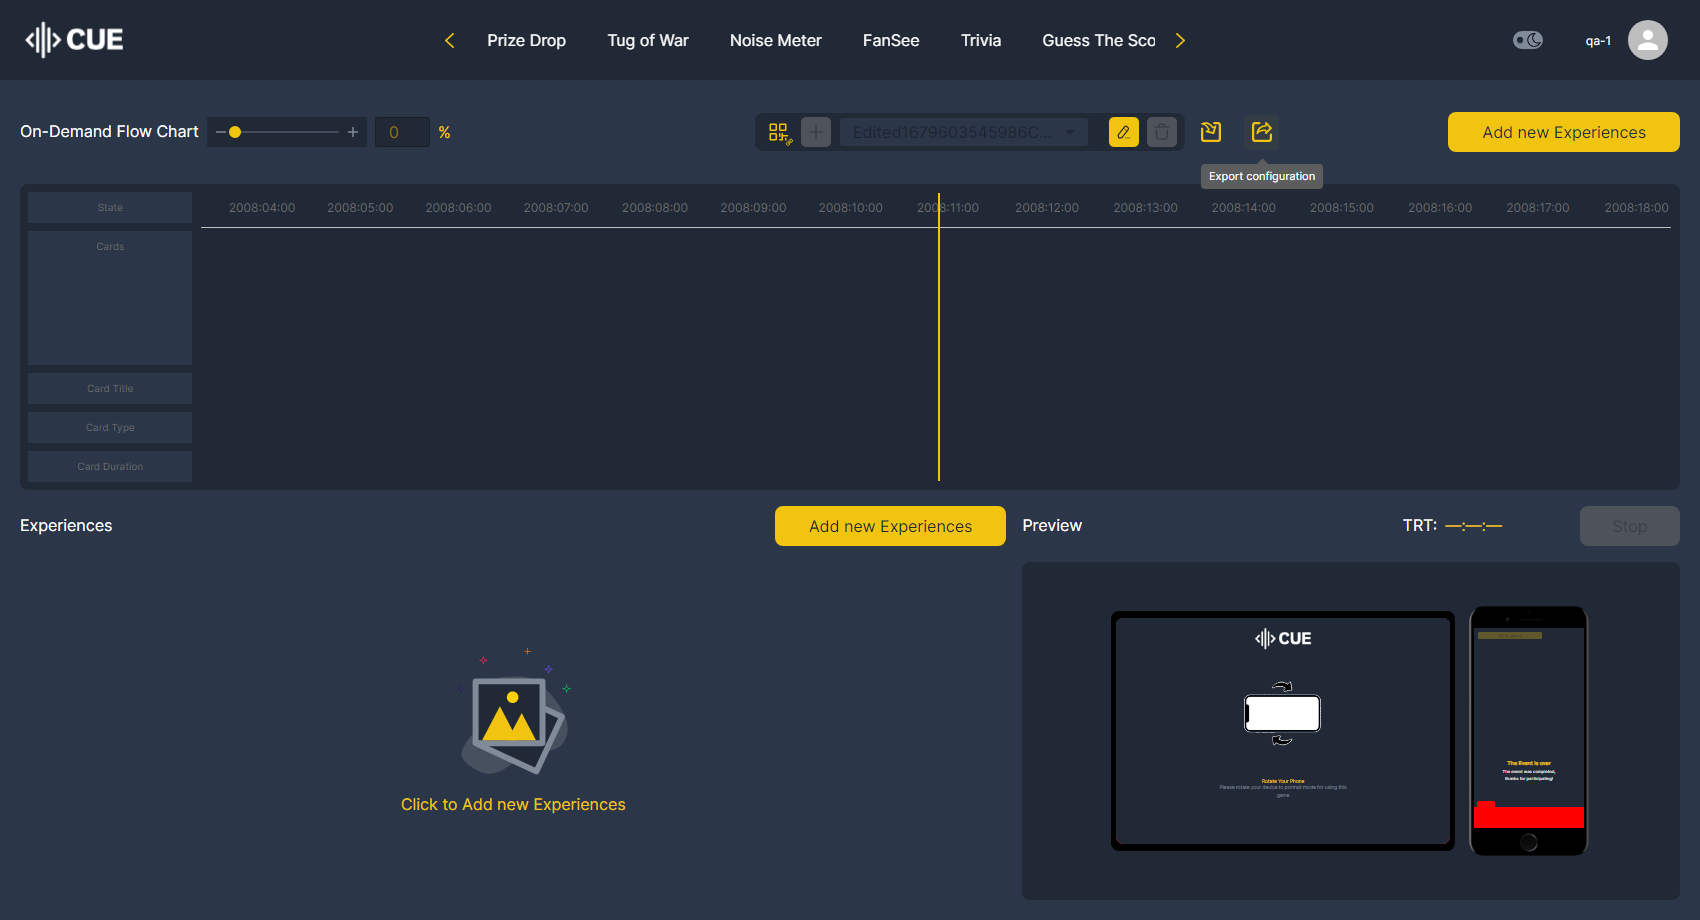 CUE
Prize Drop
Tug of War
Noise Meter
FanSee
Trivia
Guess The Sco
qa-1
On-Demand Flow Chart
0
%
Edited1679603545986C...
Add new Experiences
Export configuration
State
2008:04:00
2008:05:00
2008:06:00
2008:07:00
2008:08:00
2008:09:00
2008:10:00
2008:11:00
2008:12:00
2008:13:00
2008:14:00
2008:15:00
2008:16:00
2008:17:00
2008:18:00
Cards
Card Title
Card Type
Card Duration
Experiences
Add new Experiences
Preview
TRT: —:—:—
Stop
CUE
Rotate Your Phone
Please rotate your device to portrait mode for using this
game
The Event is over
The event was completed,
thanks for participating!
Click to Add new Experiences